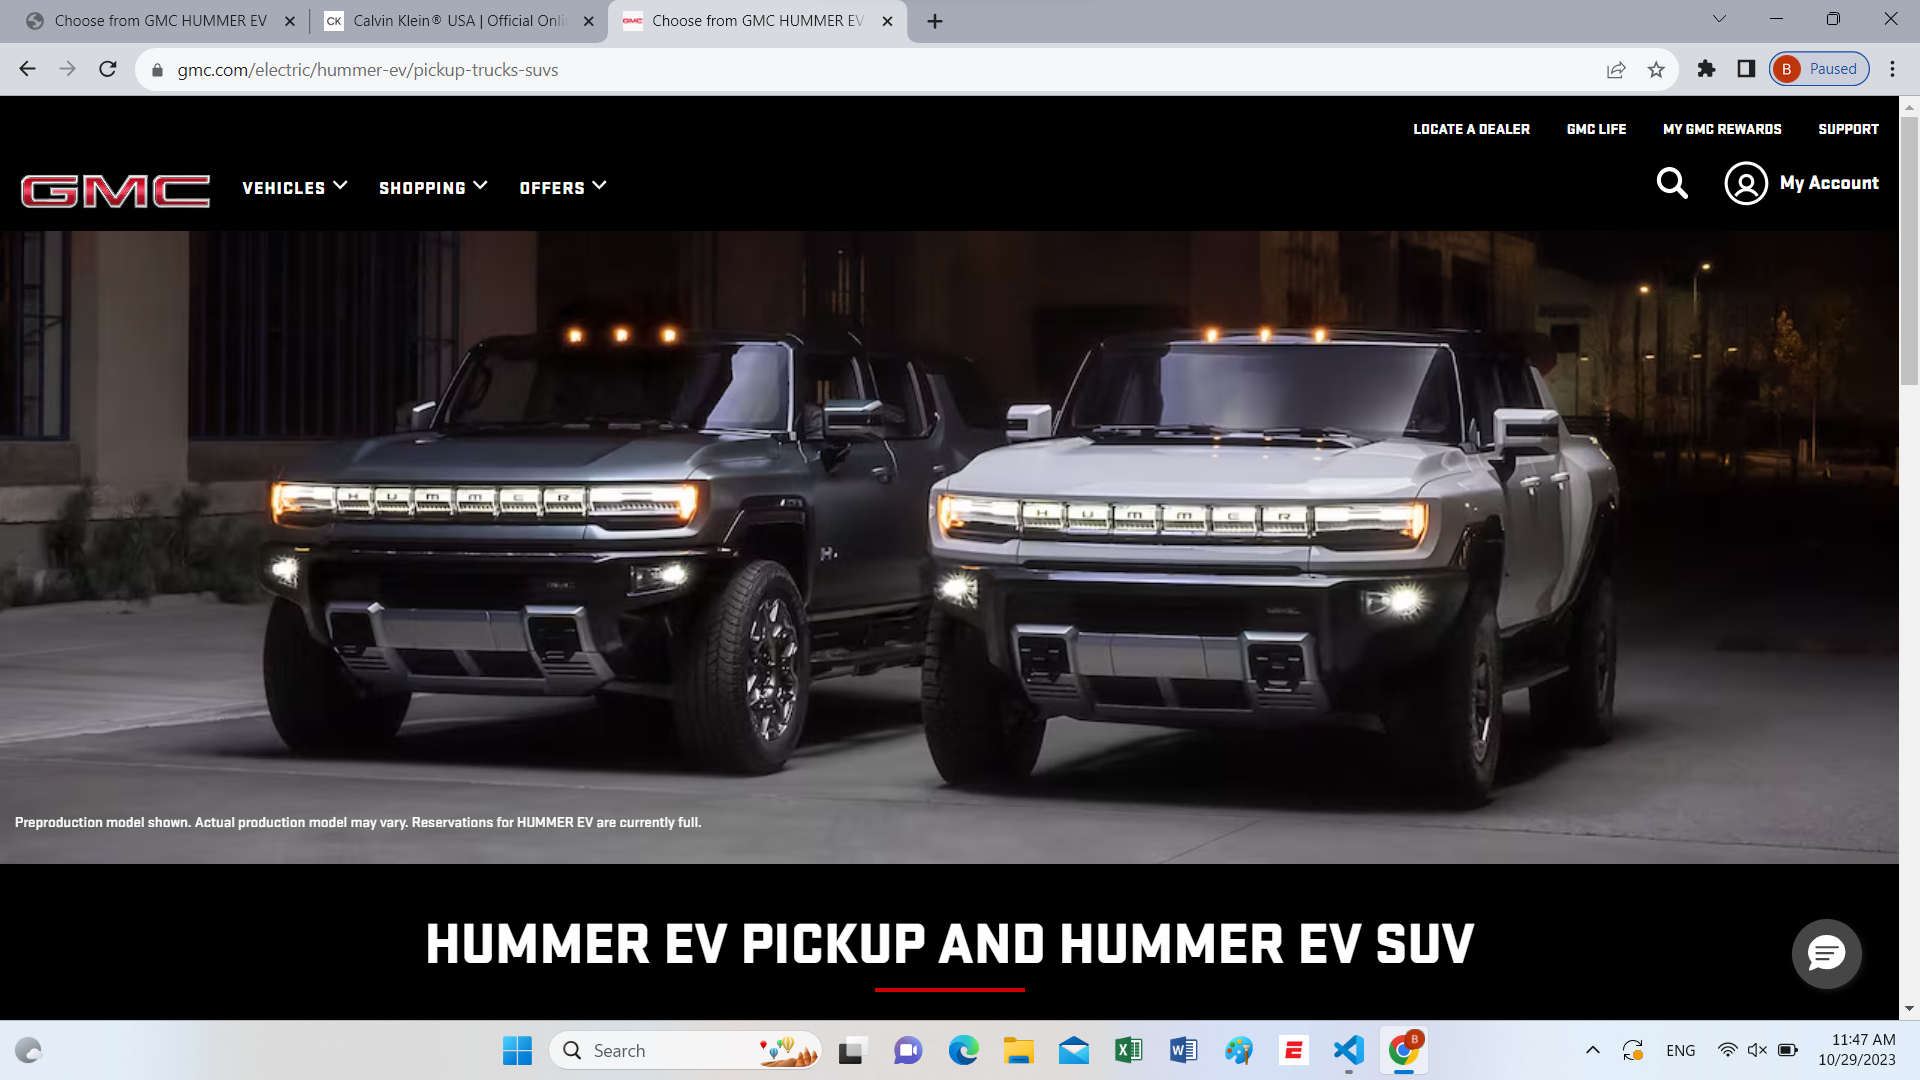 Choose from GMC HUMMER EV
Calvin Klein® USA | Official Onli
Choose from GMC HUMMER EV
gmc.com/electric/hummer-ev/pickup-trucks-suvs
B Paused
LOCATE A DEALER GMC LIFE MY GMC REWARDS SUPPORT
GMC VEHICLES SHOPPING OFFERS My Account
HUMMER
HUMMER
Preproduction model shown. Actual production model may vary. Reservations for HUMMER EV are currently full.
HUMMER EV PICKUP AND HUMMER EV SUV
Search
ENG
11:47 AM
10/29/2023